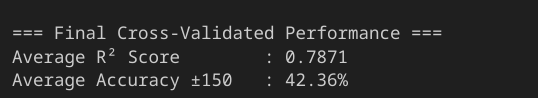 === Final Cross-Validated Performance ===
Average R² Score        : 0.7871
Average Accuracy ±150   : 42.36%